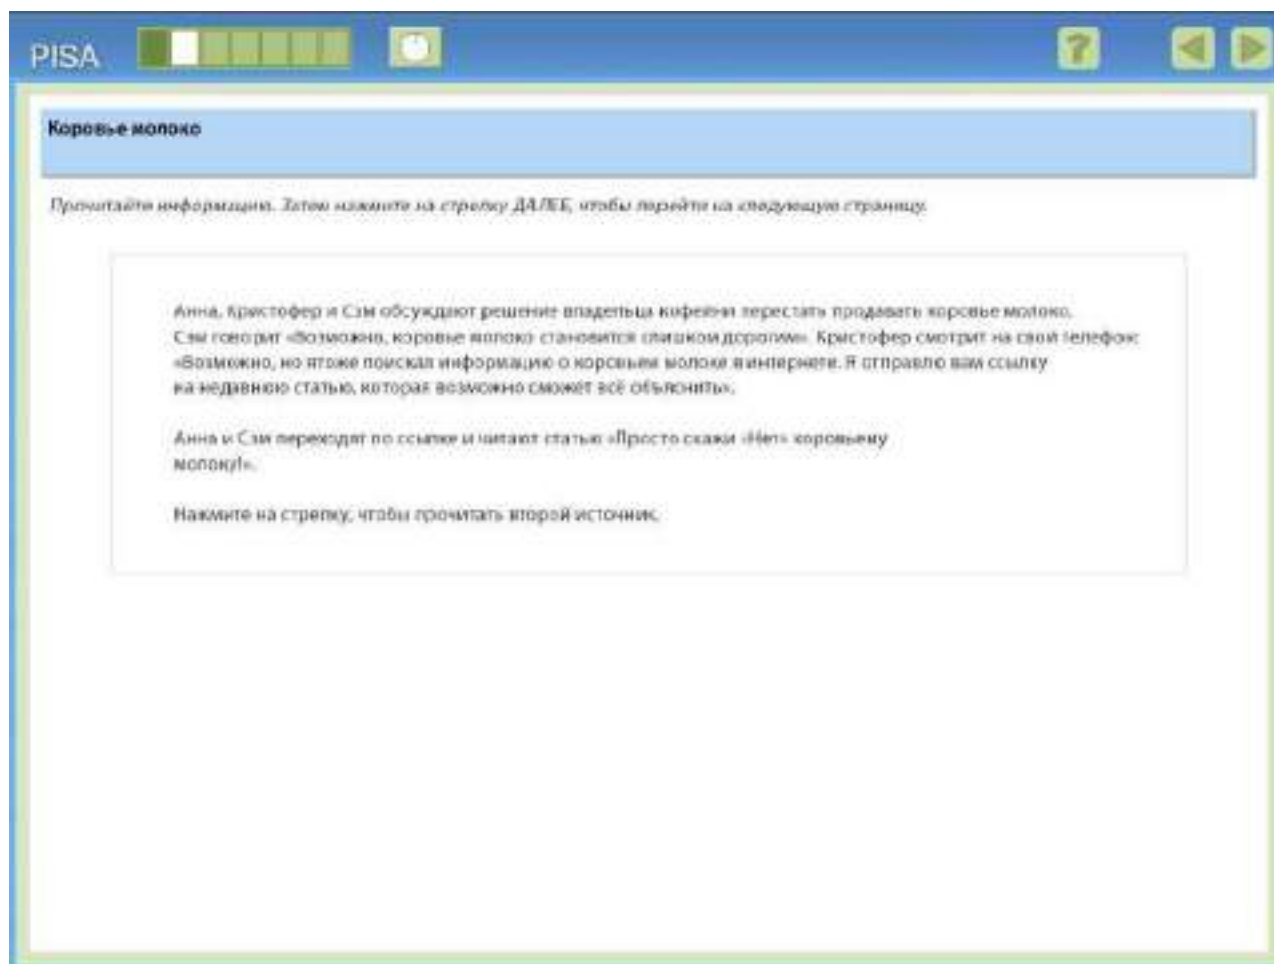 PISA
?
Коровье молоко
Прочитайте информацию. Затем нажмите на стрелку ДАЛЕЕ, чтобы перейти на следующую страницу.
Анна, Кристофер и Сэм обсуждают решение владельца кофейни перестать продавать коровье молоко.
Сэм говорит «Возможно, коровье молоко становится слишком дорогим». Кристофер смотрит на свой телефон:
«Возможно, но я тоже поискал информацию о коровьем молоке в интернете. Я отправлю вам ссылку
на недавнюю статью, которая возможно сможет всё объяснить».
Анна и Сэм переходят по ссылке и читают статью «Просто скажи «Нет» коровьему
молоку!».
Нажмите на стрелку, чтобы прочитать второй источник.